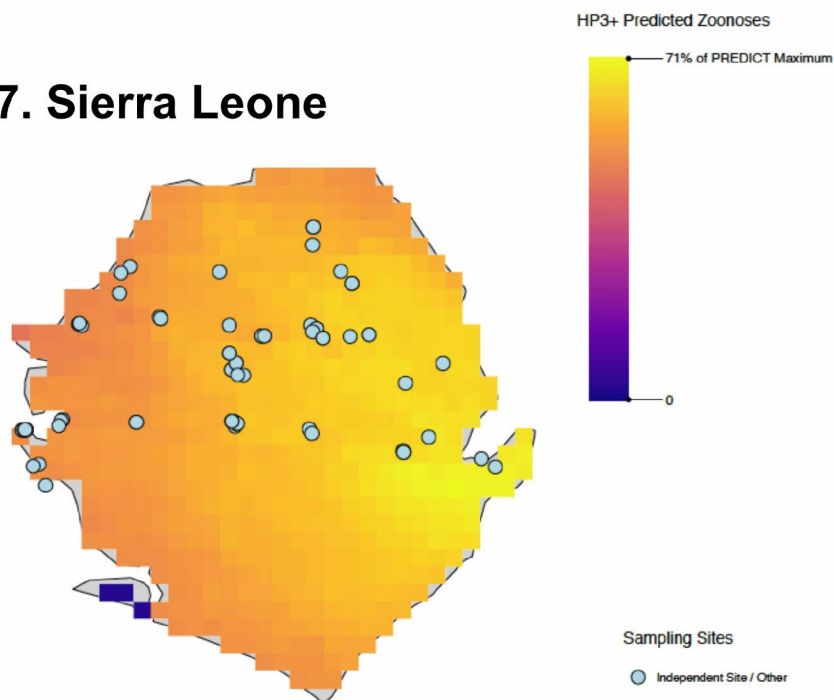 HP3+ Predicted Zoonoses
71% of PREDICT Maximum
7. Sierra Leone
0
Sampling Sites
Independent Site / Other